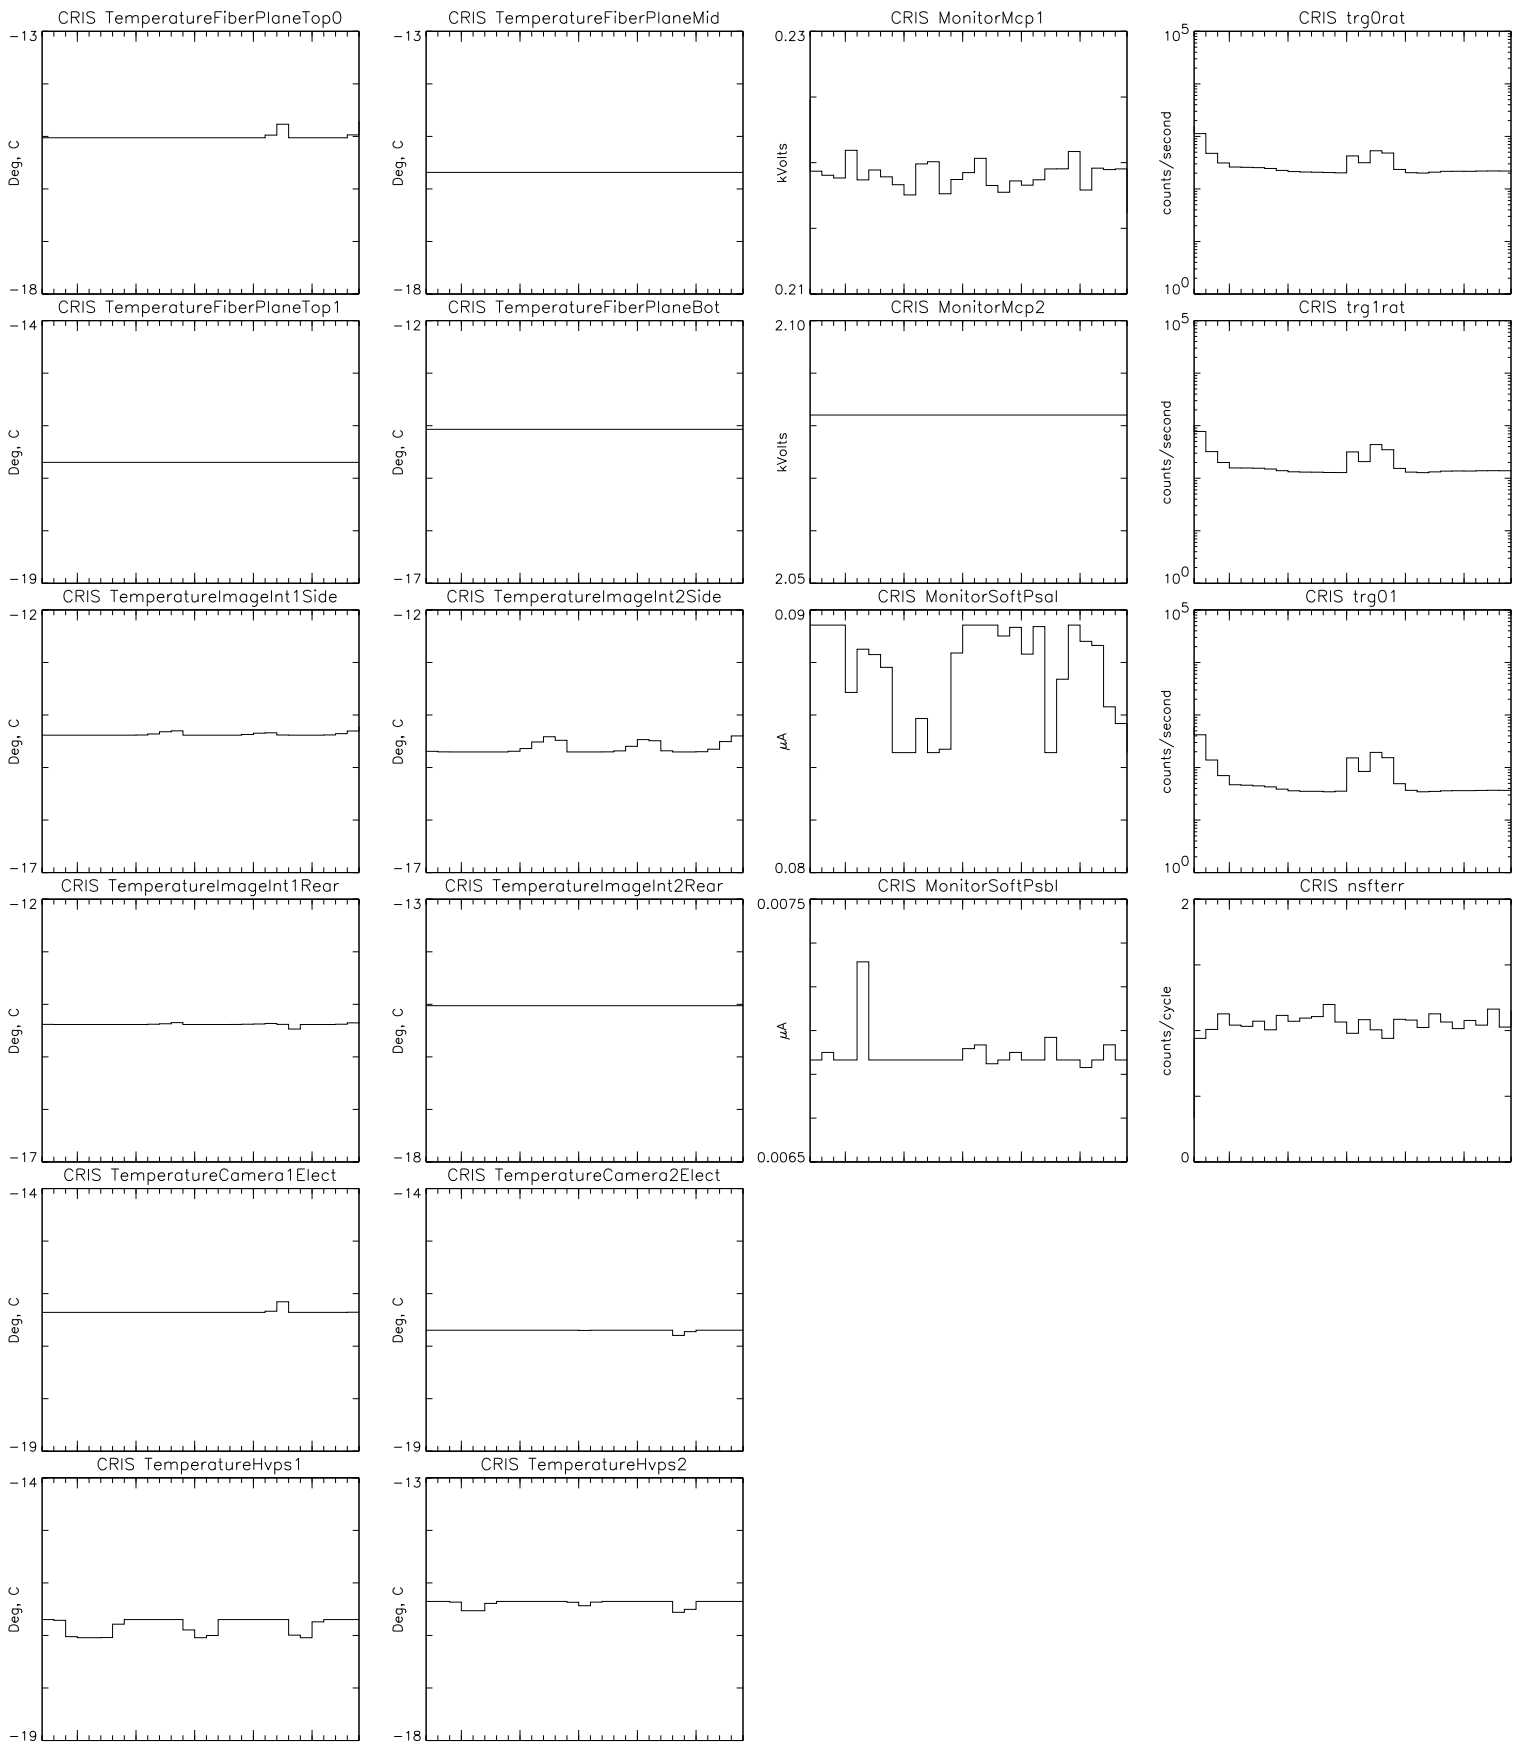 CRIS TemperatureFiberPlaneTop0
CRIS TemperatureFiberPlaneMid
CRIS MonitorMcp1
CRIS trg0rat
-13
-18
Deg, C
-13
-18
Deg, C
0.23
0.21
kVolts
10^5
10^0
counts/second
CRIS TemperatureFiberPlaneTop1
CRIS TemperatureFiberPlaneBot
CRIS MonitorMcp2
CRIS trg1rat
-14
-19
Deg, C
-12
-17
Deg, C
2.10
2.05
kVolts
10^5
10^0
counts/second
CRIS TemperatureImageInt1Side
CRIS TemperatureImageInt2Side
CRIS MonitorSoftPsaI
CRIS trg01
-12
-17
Deg, C
-12
-17
Deg, C
0.09
0.08
μA
10^5
10^0
counts/second
CRIS TemperatureImageInt1Rear
CRIS TemperatureImageInt2Rear
CRIS MonitorSoftPsbI
CRIS nsfterr
-12
-17
Deg, C
-13
-18
Deg, C
0.0075
0.0065
μA
2
0
counts/cycle
CRIS TemperatureCamera1Elect
CRIS TemperatureCamera2Elect
-14
-19
Deg, C
-14
-19
Deg, C
CRIS TemperatureHvps1
CRIS TemperatureHvps2
-14
-19
Deg, C
-13
-18
Deg, C